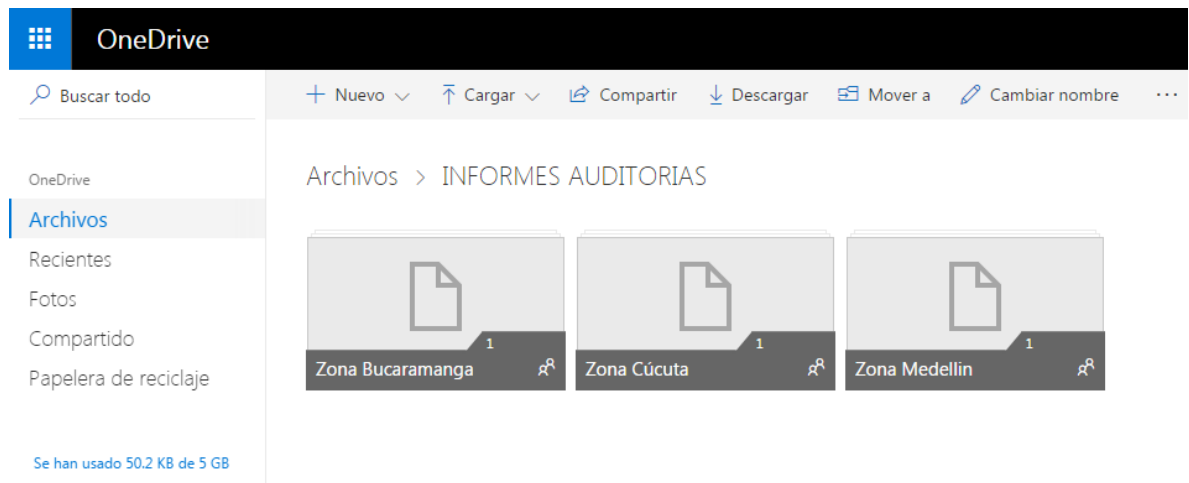 OneDrive
Buscar todo
Nuevo Cargar Compartir Descargar Mover a Cambiar nombre ...
OneDrive
Archivos
Recientes
Fotos
Compartido
Papelera de reciclaje
Se han usado 50.2 KB de 5 GB
Archivos > INFORMES AUDITORIAS
1
Zona Bucaramanga
1
Zona Cúcuta
1
Zona Medellin